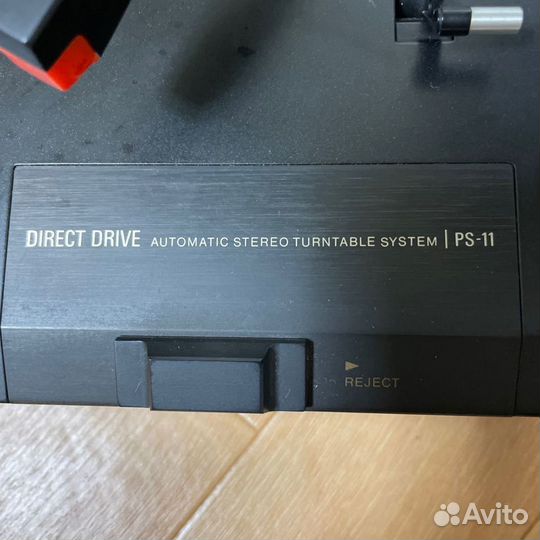 DIRECT DRIVE AUTOMATIC STEREO TURNTABLE SYSTEM | PS-11
REJECT
Avito